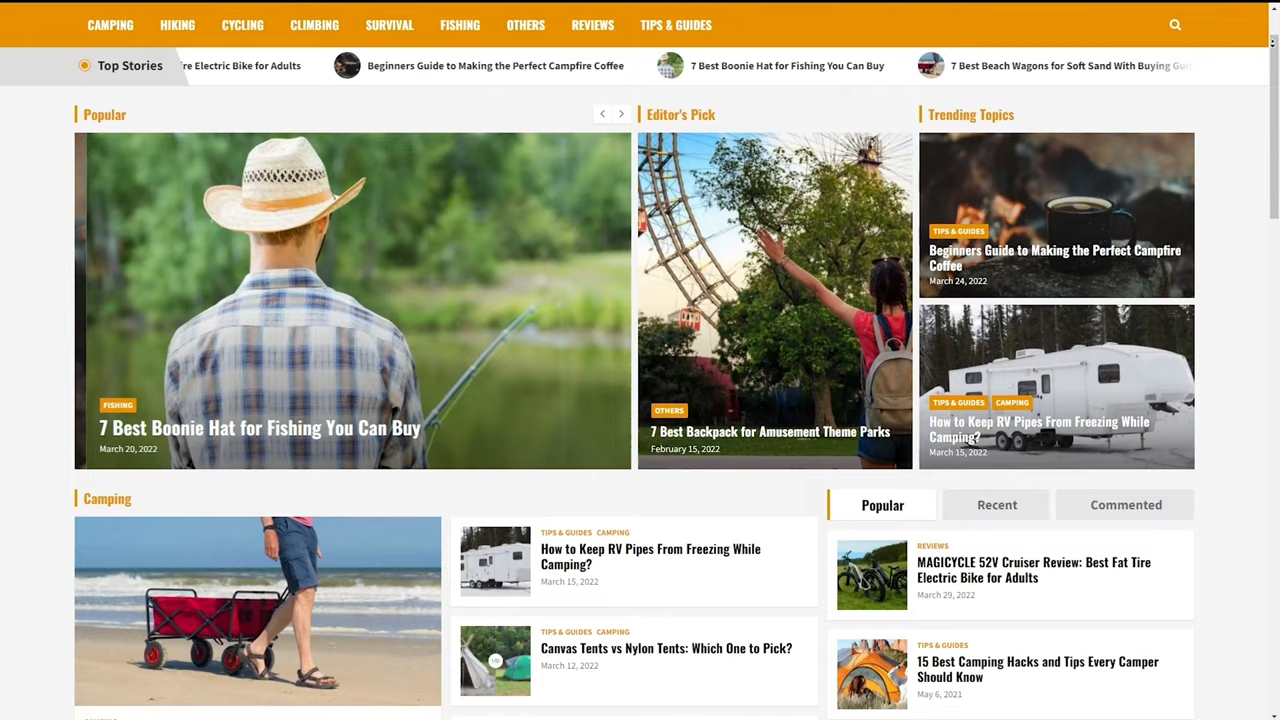 CAMPING HIKING CYCLING CLIMBING SURVIVAL FISHING OTHERS REVIEWS TIPS & GUIDES
Top Stories
re Electric Bike for Adults
Beginners Guide to Making the Perfect Campfire Coffee
7 Best Boonie Hat for Fishing You Can Buy
7 Best Beach Wagons for Soft Sand With Buying
Popular
Editor's Pick
Trending Topics
FISHING
7 Best Boonie Hat for Fishing You Can Buy
March 20, 2022
OTHERS
7 Best Backpack for Amusement Theme Parks
February 15, 2022
TIPS & GUIDES
Beginners Guide to Making the Perfect Campfire
Coffee
March 24, 2022
TIPS & GUIDES CAMPING
How to Keep RV Pipes From Freezing While
Camping?
March 15, 2022
Camping
TIPS & GUIDES CAMPING
How to Keep RV Pipes From Freezing While
Camping?
March 15, 2022
TIPS & GUIDES CAMPING
Canvas Tents vs Nylon Tents: Which One to Pick?
March 12, 2022
Popular Recent Commented
REVIEWS
MAGICYCLE 52V Cruiser Review: Best Fat Tire
Electric Bike for Adults
March 29, 2022
TIPS & GUIDES
15 Best Camping Hacks and Tips Every Camper
Should Know
May 6, 2021